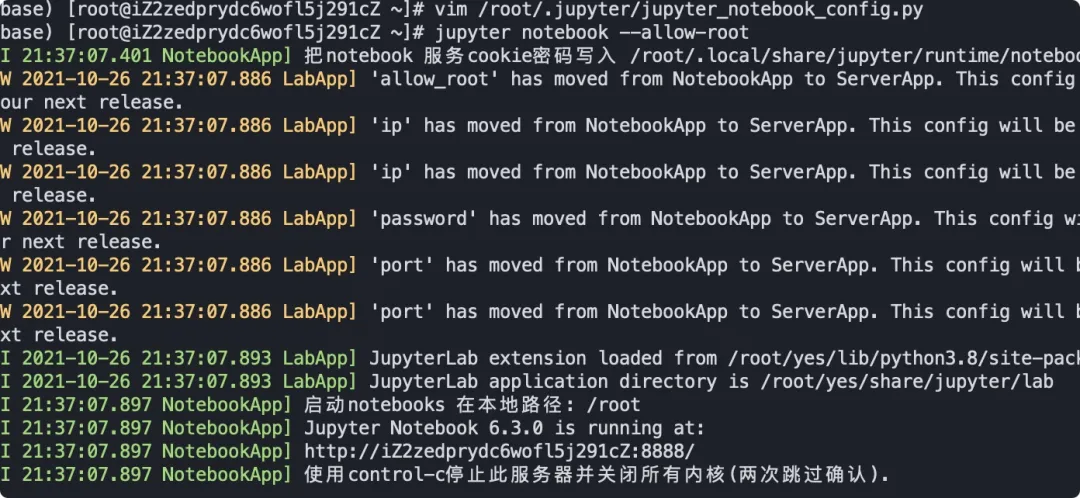 base) [root@iZ2zedprydc6wofl5j291cZ ~]# vim /root/.jupyter/jupyter_notebook_config.py
base) [root@iZ2zedprydc6wofl5j291cZ ~]# jupyter notebook --allow-root
I 21:37:07.401 NotebookApp] 把notebook 服务cookie密码写入 /root/.local/share/jupyter/runtime/noteboo
W 2021-10-26 21:37:07.886 LabApp] 'allow_root' has moved from NotebookApp to ServerApp. This config
our next release.
W 2021-10-26 21:37:07.886 LabApp] 'ip' has moved from NotebookApp to ServerApp. This config will be
release.
W 2021-10-26 21:37:07.886 LabApp] 'ip' has moved from NotebookApp to ServerApp. This config will be
release.
W 2021-10-26 21:37:07.886 LabApp] 'password' has moved from NotebookApp to ServerApp. This config wi
r next release.
W 2021-10-26 21:37:07.886 LabApp] 'port' has moved from NotebookApp to ServerApp. This config will b
xt release.
W 2021-10-26 21:37:07.886 LabApp] 'port' has moved from NotebookApp to ServerApp. This config will b
xt release.
I 2021-10-26 21:37:07.893 LabApp] JupyterLab extension loaded from /root/yes/lib/python3.8/site-pack
I 2021-10-26 21:37:07.893 LabApp] JupyterLab application directory is /root/yes/share/jupyter/lab
I 21:37:07.897 NotebookApp] 启动notebooks 在本地路径: /root
I 21:37:07.897 NotebookApp] Jupyter Notebook 6.3.0 is running at:
I 21:37:07.897 NotebookApp] http://iZ2zedprydc6wofl5j291cZ:8888/
I 21:37:07.897 NotebookApp] 使用control-c停止此服务器并关闭所有内核(两次跳过确认).